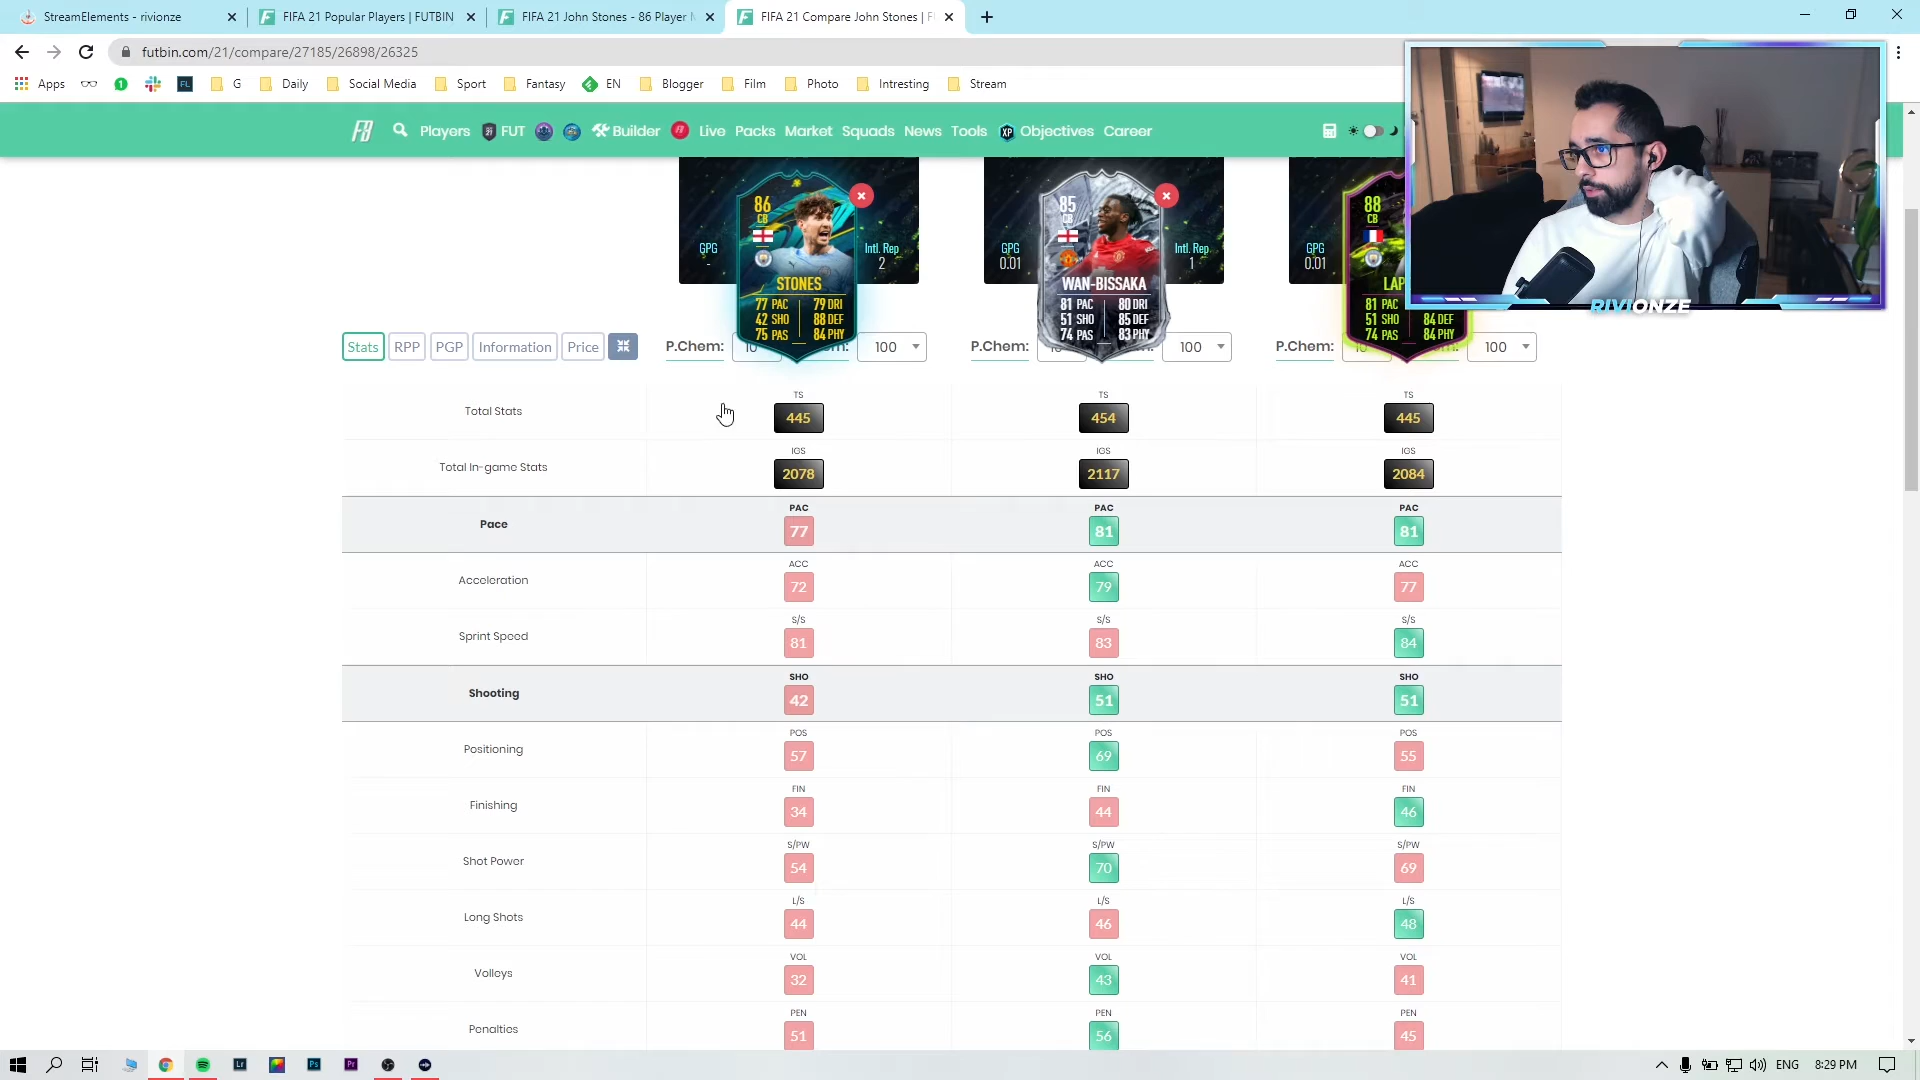 StreamElements - rivionze
FIFA 21 Popular Players | FUTBIN
FIFA 21 John Stones - 86 Player M
FIFA 21 Compare John Stones | F
futbin.com/21/compare/27185/26898/26325
Apps G Daily Social Media Sport Fantasy EN Blogger Film Photo Intresting Stream
Players FUT Builder Live Packs Market Squads News Tools XP Objectives Career
86 CB GPG - Intl. Rep 2
STONES
77 PAC 79 DRI
42 SHO 88 DEF
75 PAS 84 PHY
85 CB GPG 0.01 Intl. Rep 1
WAN-BISSAKA
81 PAC 80 DRI
51 SHO 85 DEF
74 PAS 83 PHY
88 CB GPG 0.01
LAP
81 PAC
51 SHO 84 DEF
74 PAS 84 PHY
RIVIONZE
Stats RPP PGP Information Price P.Chem: 10 100 P.Chem: 100 P.Chem: 10 100
TS TS TS
Total Stats 445 454 445
IGS IGS IGS
Total In-game Stats 2078 2117 2084
PAC PAC PAC
Pace 77 81 81
ACC ACC ACC
Acceleration 72 79 77
S/S S/S S/S
Sprint Speed 81 83 84
SHO SHO SHO
Shooting 42 51 51
POS POS POS
Positioning 57 69 55
FIN FIN FIN
Finishing 34 44 46
S/PW S/PW S/PW
Shot Power 54 70 69
L/S L/S L/S
Long Shots 44 46 48
VOL VOL VOL
Volleys 32 43 41
PEN PEN PEN
Penalties 51 56 45
ENG 8:29 PM